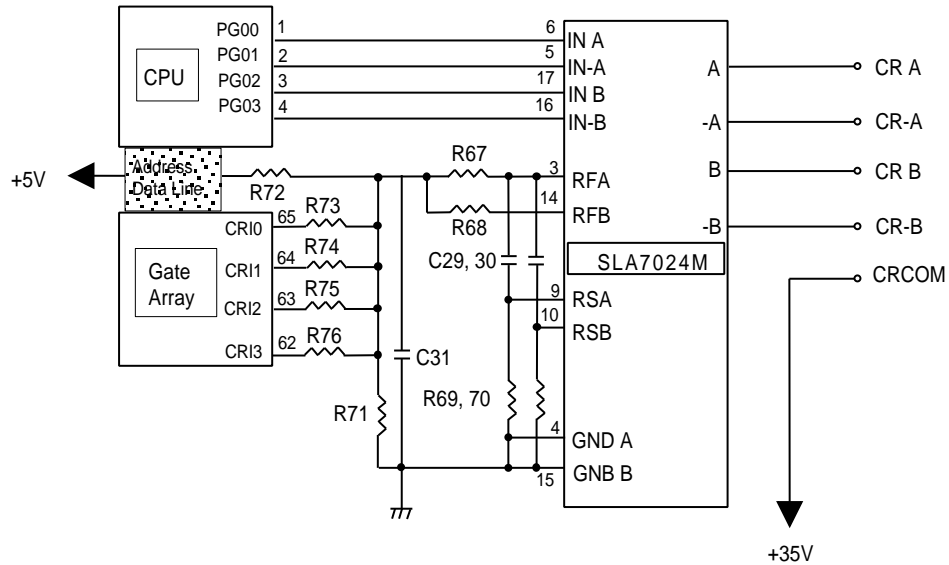 PG00 1
PG01 2
PG02 3
PG03 4
CPU
6 IN A
5 IN-A
17 IN B
16 IN-B
A CR A
-A CR-A
B CR B
-B CR-B
CRCOM
+35V
+5V
Address
Data Line
R72
R67
R68
3 RFA
14 RFB
SLA7024M
Gate
Array
CRI0 65 R73
CRI1 64 R74
CRI2 63 R75
CRI3 62 R76
C29, 30
9 RSA
10 RSB
C31
R71
R69, 70
4 GND A
15 GNB B